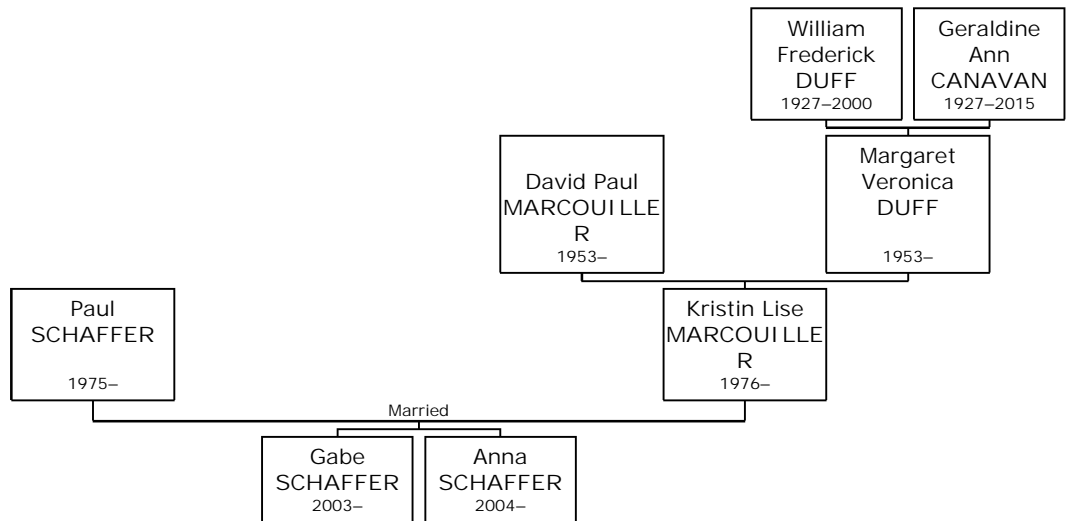 William
Frederick
DUFF
1927–2000
Geraldine
Ann
CANAVAN
1927–2015
David Paul
MARCOUILLE
R
1953–
Margaret
Veronica
DUFF
1953–
Paul
SCHAFFER
1975–
Kristin Lise
MARCOUILLE
R
1976–
Married
Gabe
SCHAFFER
2003–
Anna
SCHAFFER
2004–